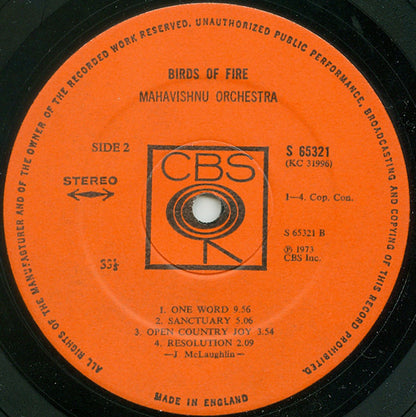 ALL RIGHTS OF THE MANUFACTURER AND OF THE OWNER OF THE RECORDED WORK RESERVED. UNAUTHORIZED PUBLIC PERFORMANCE, BROADCASTING AND COPYING OF THIS RECORD PROHIBITED.
BIRDS OF FIRE
MAHAVISHNU ORCHESTRA
SIDE 2
CBS
S 65321
(KC 31996)
STEREO
1—4. Cop. Con.
S 65321 B
℗ 1973
CBS Inc.
33⅓
1. ONE WORD 9.56
2. SANCTUARY 5.06
3. OPEN COUNTRY JOY 3.54
4. RESOLUTION 2.09
—J. McLaughlin—
MADE IN ENGLAND